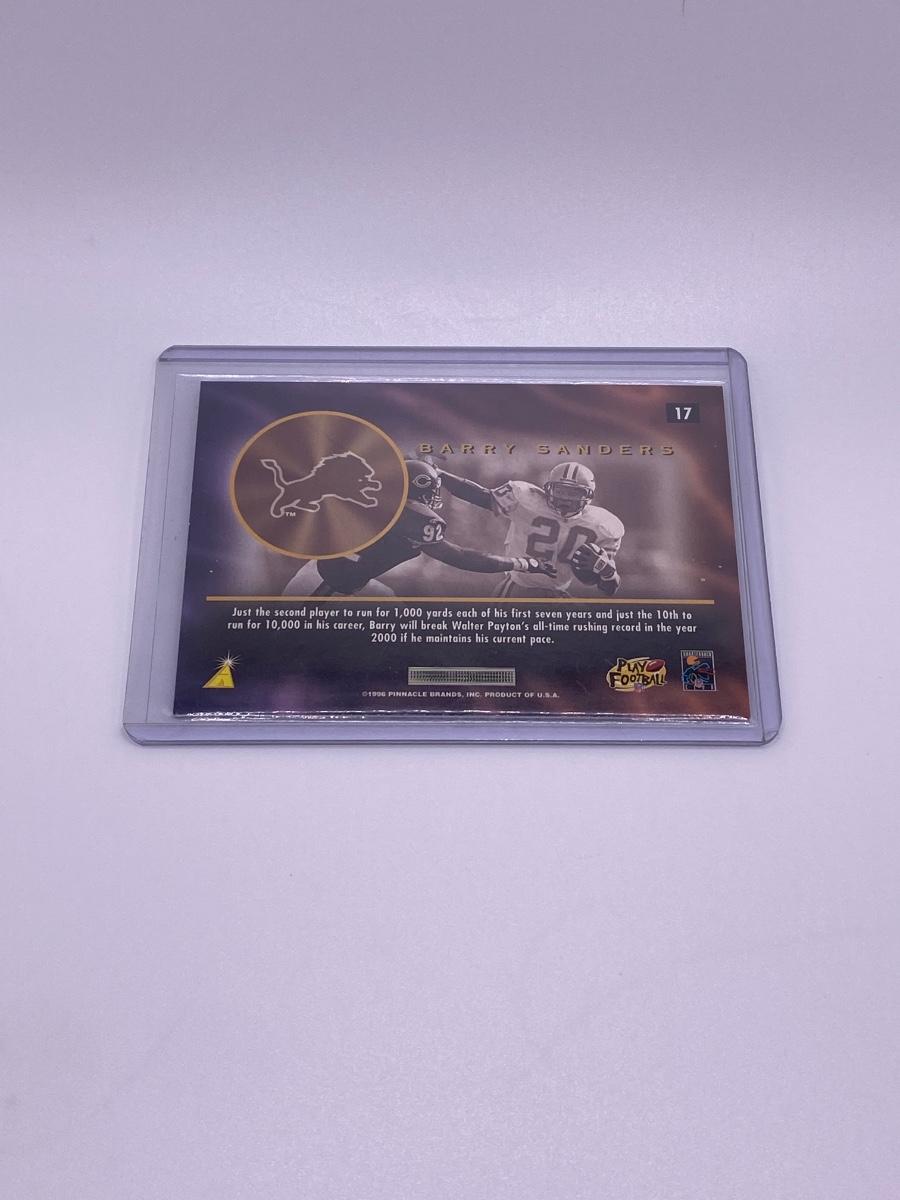 17
BARRY SANDERS
92
20
TM
Just the second player to run for 1,000 yards each of his first seven years and just the 10th to
run for 10,000 in his career, Barry will break Walter Payton's all-time rushing record in the year
2000 if he maintains his current pace.
PLAY
FOOTBALL
©1996 PINNACLE BRANDS, INC. PRODUCT OF U.S.A.